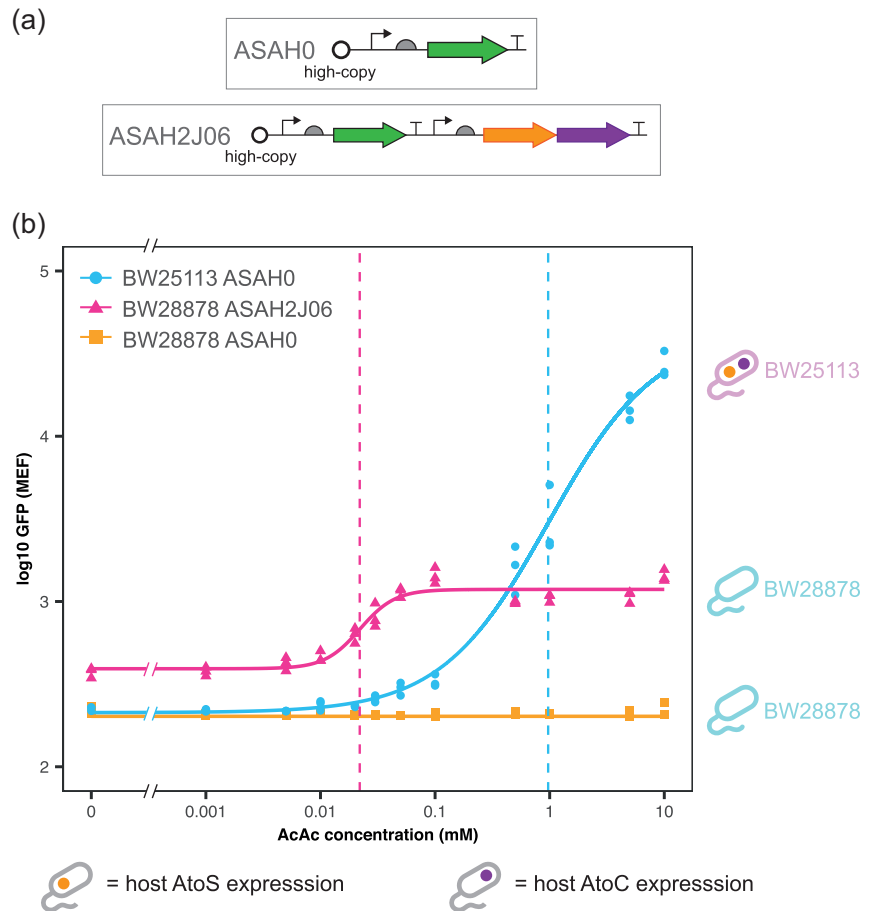 (a)
ASAH0
high-copy
ASAH2J06
high-copy
(b)
BW25113 ASAH0
BW28878 ASAH2J06
BW28878 ASAH0
5
4
3
2
log10 GFP (MEF)
0
0.001
0.01
0.1
1
10
AcAc concentration (mM)
BW25113
BW28878
BW28878
= host AtoS expresssion
= host AtoC expression